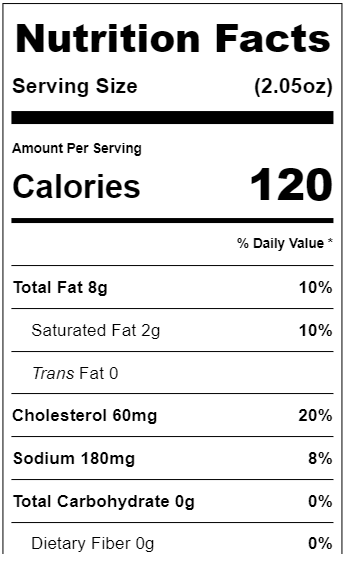 Nutrition Facts
Serving Size (2.05oz)
Amount Per Serving
Calories 120
% Daily Value *
Total Fat 8g 10%
Saturated Fat 2g 10%
Trans Fat 0
Cholesterol 60mg 20%
Sodium 180mg 8%
Total Carbohydrate 0g 0%
Dietary Fiber 0g 0%